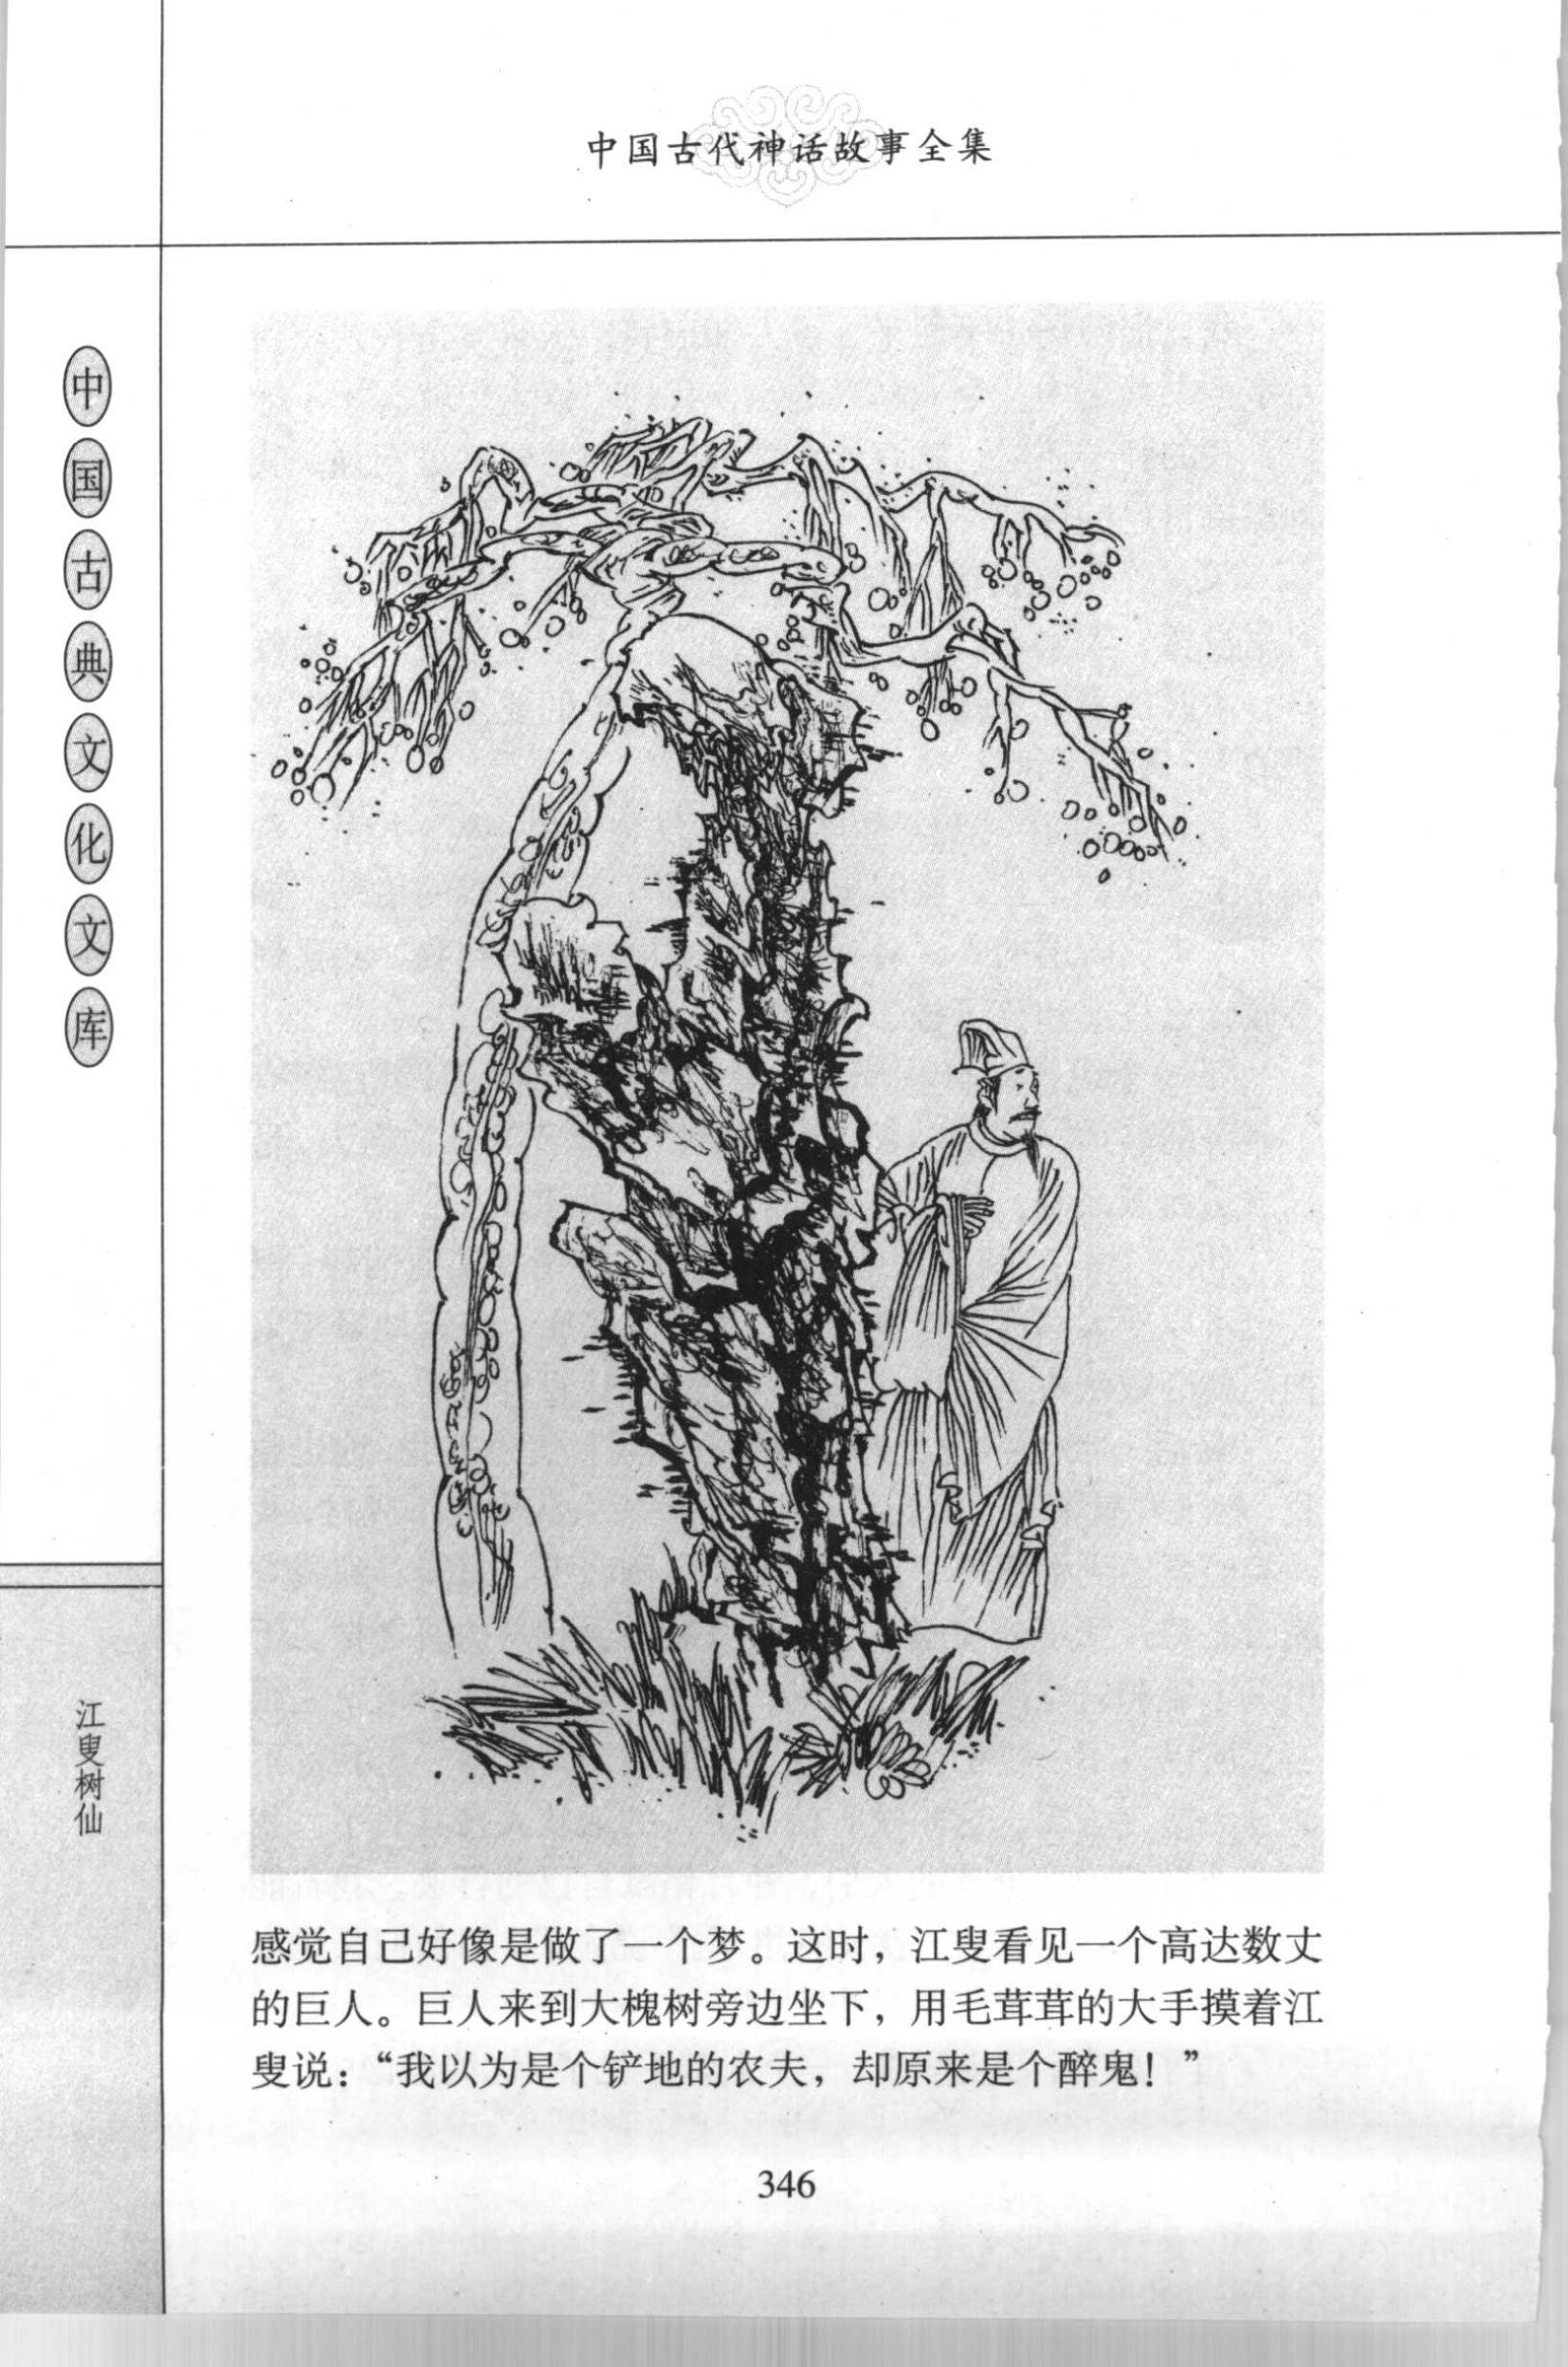 中国古代神话故事全集
中国古典文化文库
江叟树仙
感觉自己好像是做了一个梦。这时，江叟看见一个高达数丈
的巨人。巨人来到大槐树旁边坐下，用毛茸茸的大手摸着江
叟说：“我以为是个铲地的农夫，却原来是个醉鬼！”
346